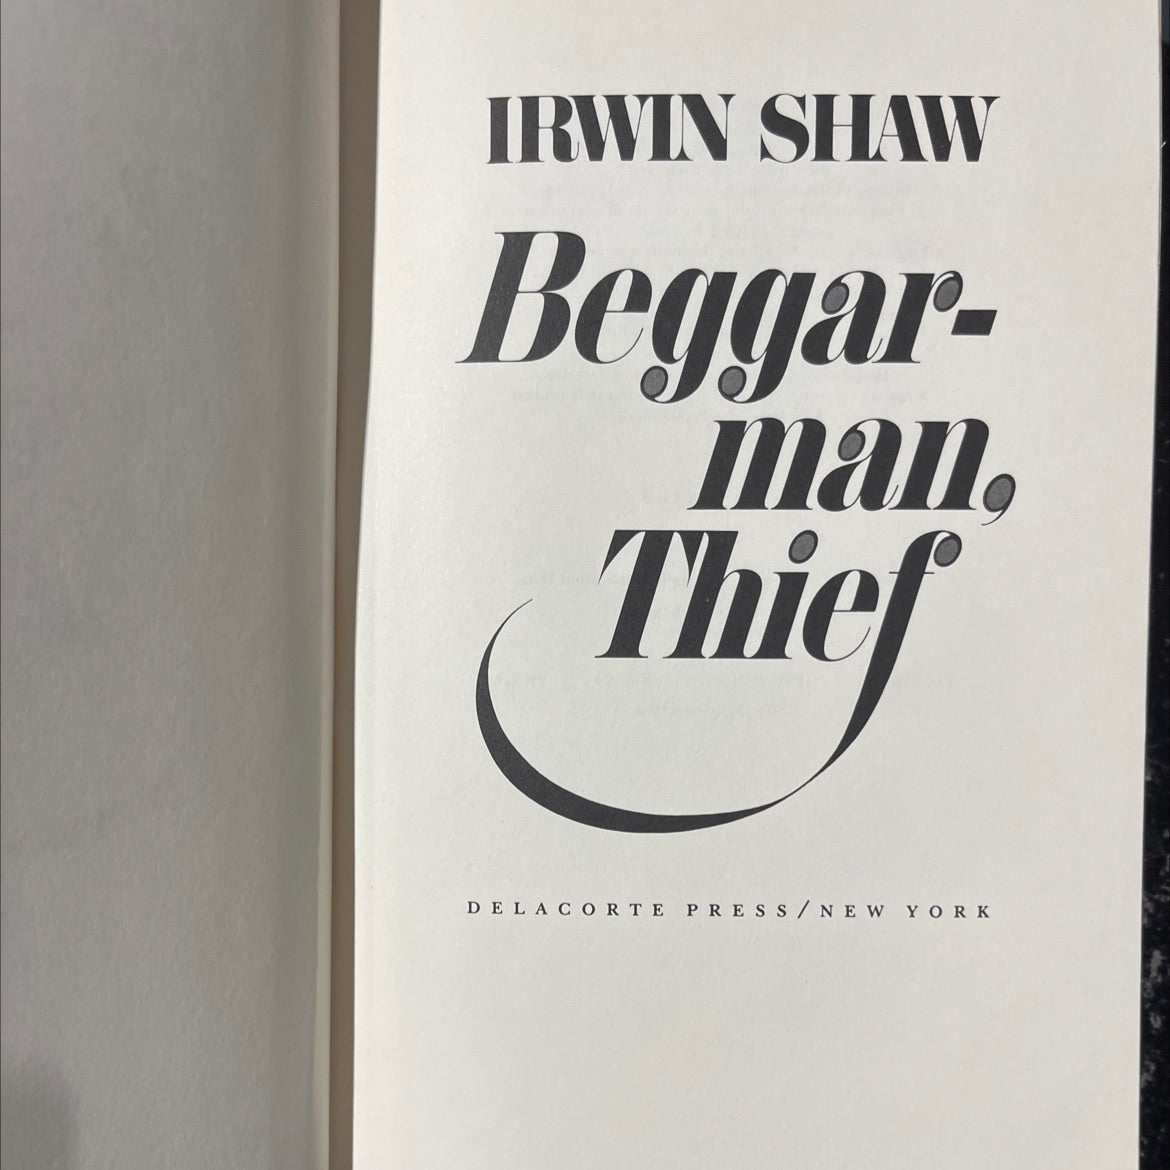 IRWIN SHAW
Beggar-
man,
Thief
DELACORTE PRESS/NEW YORK